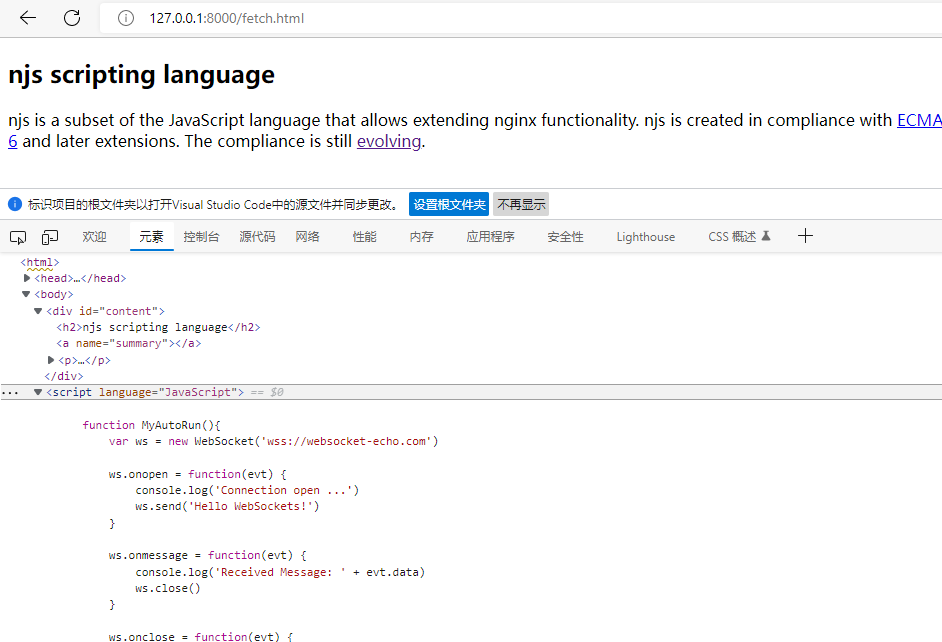 127.0.0.1:8000/fetch.html
njs scripting language
njs is a subset of the JavaScript language that allows extending nginx functionality. njs is created in compliance with ECMA
6 and later extensions. The compliance is still evolving.
标识项目的根文件夹以打开Visual Studio Code中的源文件并同步更改。 设置根文件夹 不再显示
欢迎 元素 控制台 源代码 网络 性能 内存 应用程序 安全性 Lighthouse CSS 概述
<html>
<head>…</head>
<body>
<div id="content">
<h2>njs scripting language</h2>
<a name="summary"></a>
<p>…</p>
</div>
... <script language="JavaScript"> == $0
function MyAutoRun(){
var ws = new WebSocket('wss://websocket-echo.com')
ws.onopen = function(evt) {
console.log('Connection open ...')
ws.send('Hello WebSockets!')
}
ws.onmessage = function(evt) {
console.log('Received Message: ' + evt.data)
ws.close()
}
ws.onclose = function(evt) {